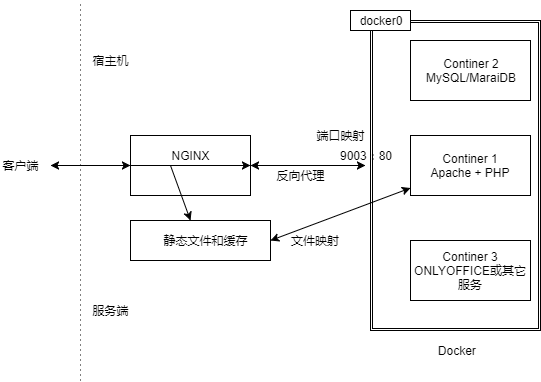 docker0
宿主机
Continer 2
MySQL/MaraiDB
端口映射
客户端
NGINX
9003：80
Continer 1
Apache + PHP
反向代理
静态文件和缓存
文件映射
Continer 3
ONLYOFFICE或其它
服务
服务端
Docker